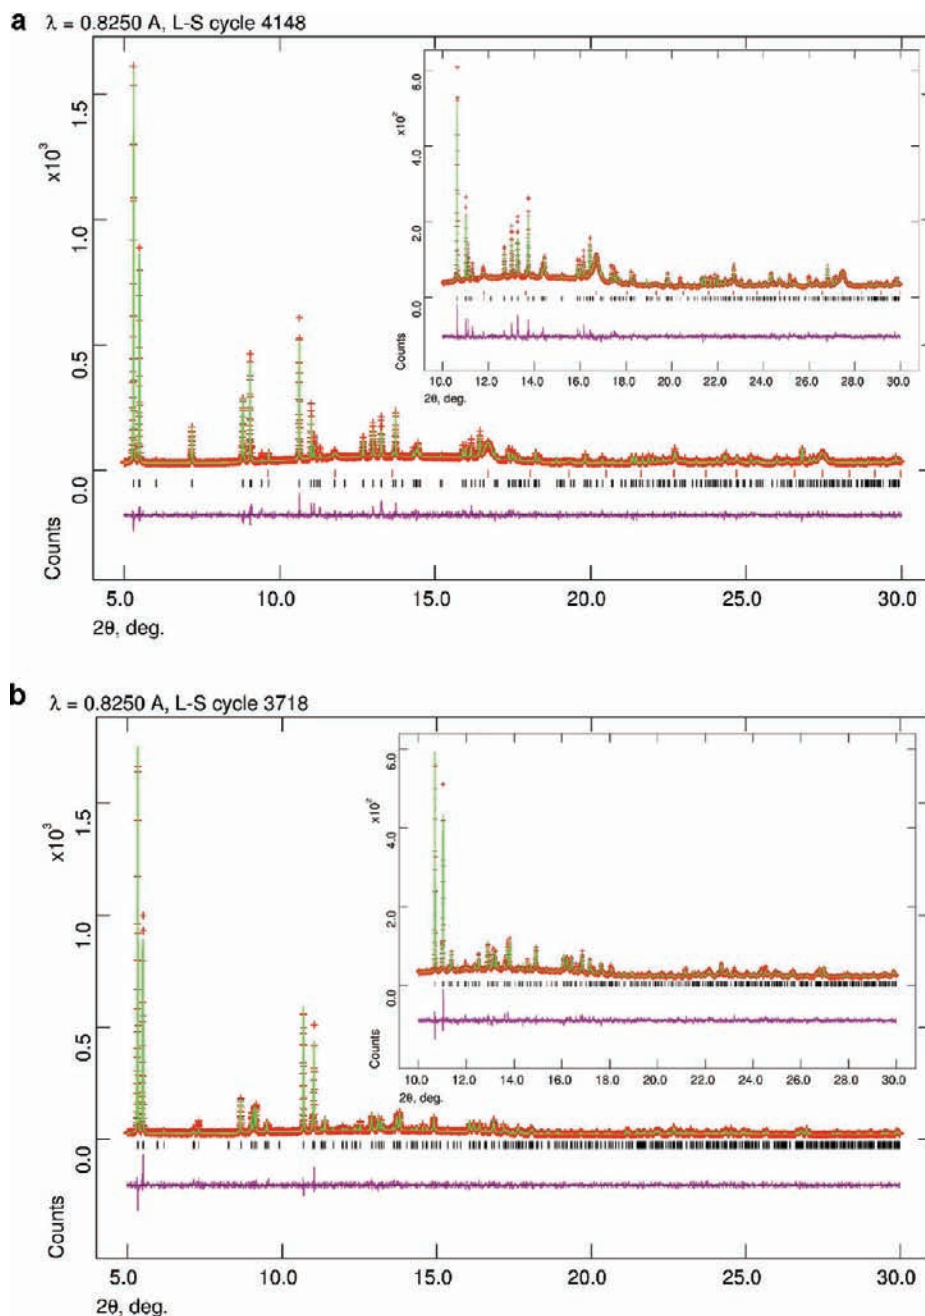 a λ = 0.8250 A, L-S cycle 4148
x10³
1.5
1.0
0.5
0.0
Counts
5.0 10.0 15.0 20.0 25.0 30.0
2θ, deg.
x10²
6.0
4.0
2.0
0.0
Counts
10.0 12.0 14.0 16.0 18.0 20.0 22.0 24.0 26.0 28.0 30.0
2θ, deg.
b λ = 0.8250 A, L-S cycle 3718
x10³
1.5
1.0
0.5
0.0
Counts
5.0 10.0 15.0 20.0 25.0 30.0
2θ, deg.
x10²
6.0
4.0
2.0
0.0
Counts
10.0 12.0 14.0 16.0 18.0 20.0 22.0 24.0 26.0 28.0 30.0
2θ, deg.